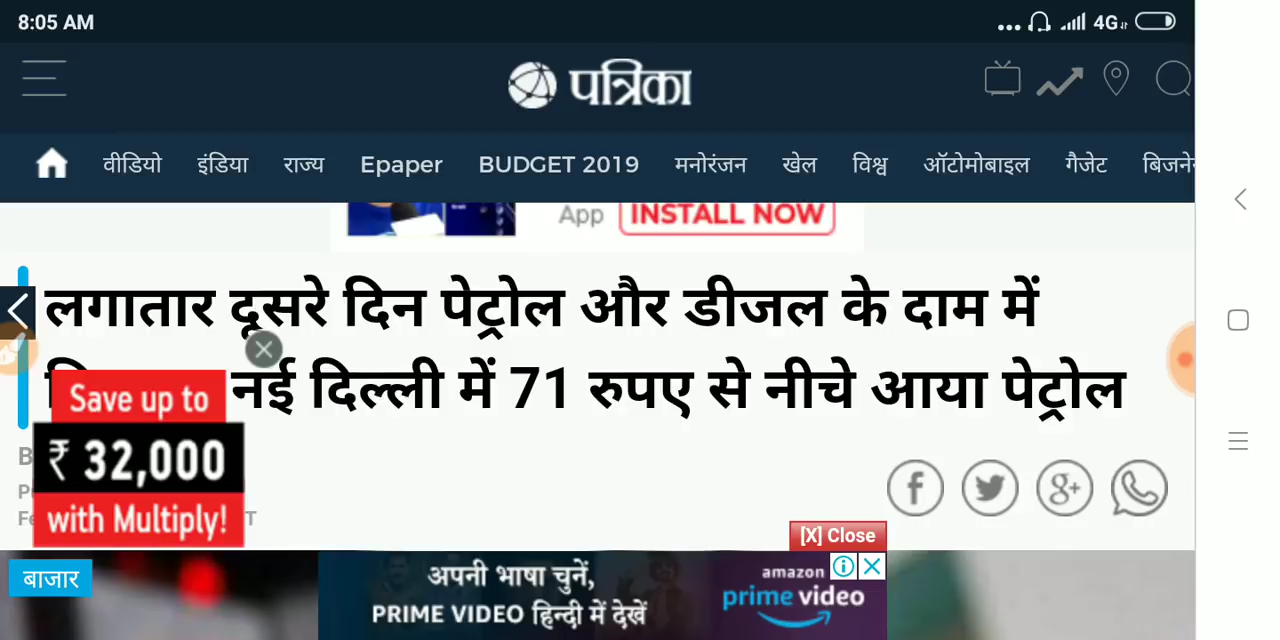 8:05 AM
4G
पत्रिका
वीडियो इंडिया राज्य Epaper BUDGET 2019 मनोरंजन खेल विश्व ऑटोमोबाइल गैजेट
App INSTALL NOW
लगातार दूसरे दिन पेट्रोल और डीजल के दाम में
नई दिल्ली में 71 रुपए से नीचे आया पेट्रोल
Save up to
₹ 32,000
with Multiply!
[X] Close
बाजार
अपनी भाषा चुनें,
PRIME VIDEO हिन्दी में देखें
amazon
prime video